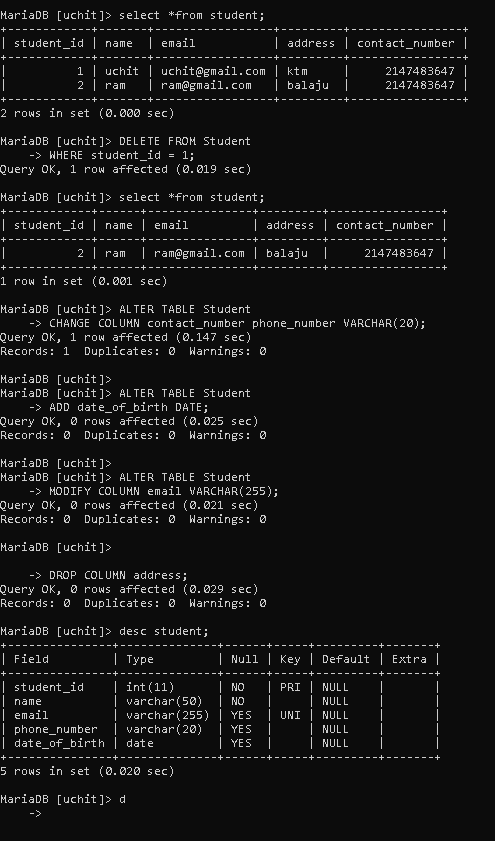 MariaDB [uchit]> select *from student;
+------------+-------+-----------------+---------+----------------+
| student_id | name  | email           | address | contact_number |
+------------+-------+-----------------+---------+----------------+
|          1 | uchit | uchit@gmail.com | ktm     |     2147483647 |
|          2 | ram   | ram@gmail.com   | balaju  |     2147483647 |
+------------+-------+-----------------+---------+----------------+
2 rows in set (0.000 sec)
MariaDB [uchit]> DELETE FROM Student
    -> WHERE student_id = 1;
Query OK, 1 row affected (0.019 sec)
MariaDB [uchit]> select *from student;
+------------+------+---------------+---------+----------------+
| student_id | name | email         | address | contact_number |
+------------+------+---------------+---------+----------------+
|          2 | ram  | ram@gmail.com | balaju  |     2147483647 |
+------------+------+---------------+---------+----------------+
1 row in set (0.001 sec)
MariaDB [uchit]> ALTER TABLE Student
    -> CHANGE COLUMN contact_number phone_number VARCHAR(20);
Query OK, 1 row affected (0.147 sec)
Records: 1  Duplicates: 0  Warnings: 0
MariaDB [uchit]>
MariaDB [uchit]> ALTER TABLE Student
    -> ADD date_of_birth DATE;
Query OK, 0 rows affected (0.025 sec)
Records: 0  Duplicates: 0  Warnings: 0
MariaDB [uchit]>
MariaDB [uchit]> ALTER TABLE Student
    -> MODIFY COLUMN email VARCHAR(255);
Query OK, 0 rows affected (0.021 sec)
Records: 0  Duplicates: 0  Warnings: 0
MariaDB [uchit]>
    -> DROP COLUMN address;
Query OK, 0 rows affected (0.029 sec)
Records: 0  Duplicates: 0  Warnings: 0
MariaDB [uchit]> desc student;
+---------------+--------------+------+-----+---------+-------+
| Field         | Type         | Null | Key | Default | Extra |
+---------------+--------------+------+-----+---------+-------+
| student_id    | int(11)      | NO   | PRI | NULL    |       |
| name          | varchar(50)  | NO   |     | NULL    |       |
| email         | varchar(255) | YES  | UNI | NULL    |       |
| phone_number  | varchar(20)  | YES  |     | NULL    |       |
| date_of_birth | date         | YES  |     | NULL    |       |
+---------------+--------------+------+-----+---------+-------+
5 rows in set (0.020 sec)
MariaDB [uchit]> d
    ->